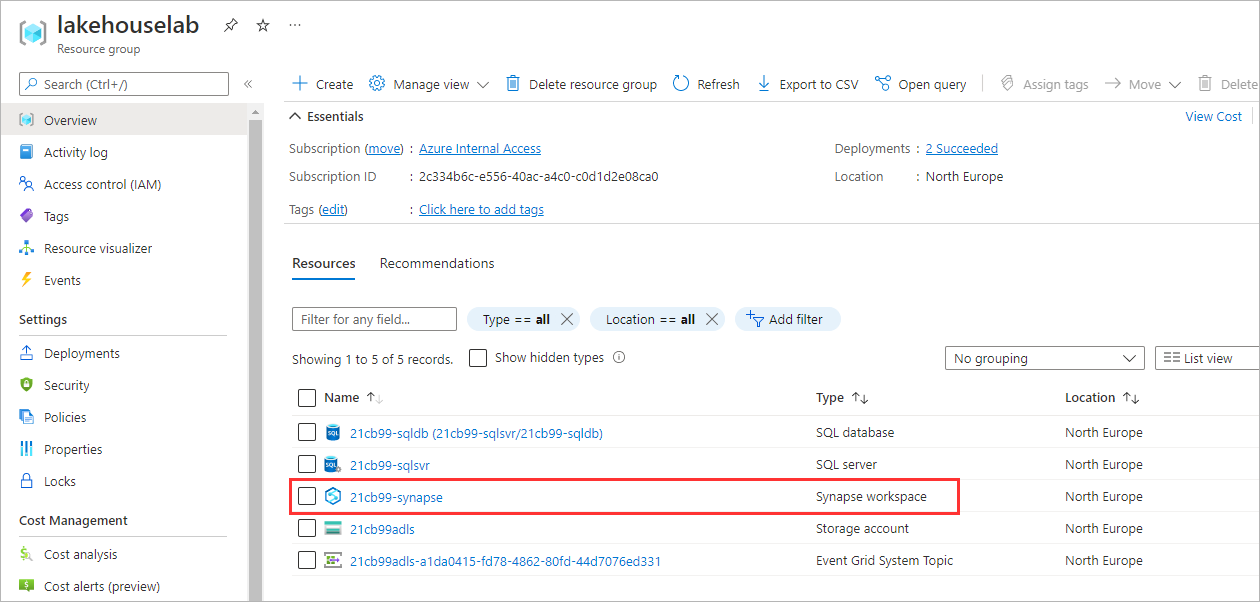 lakehouselab
Resource group
...
Search (Ctrl+/)
«
Overview
Activity log
Access control (IAM)
Tags
Resource visualizer
Events
Settings
Deployments
Security
Policies
Properties
Locks
Cost Management
Cost analysis
Cost alerts (preview)
Create Manage view Delete resource group Refresh Export to CSV Open query Assign tags Move Delete
Essentials View Cost
Subscription (move) : Azure Internal Access Deployments : 2 Succeeded
Subscription ID : 2c334b6c-e556-40ac-a4c0-c0d1d2e08ca0 Location : North Europe
Tags (edit) : Click here to add tags
Resources Recommendations
Filter for any field... Type == all Location == all Add filter
Showing 1 to 5 of 5 records. Show hidden types No grouping List view
Name Type Location
21cb99-sqldb (21cb99-sqlsvr/21cb99-sqldb) SQL database North Europe
21cb99-sqlsvr SQL server North Europe
21cb99-synapse Synapse workspace North Europe
21cb99adls Storage account North Europe
21cb99adls-a1da0415-fd78-4862-80fd-44d7076ed331 Event Grid System Topic North Europe